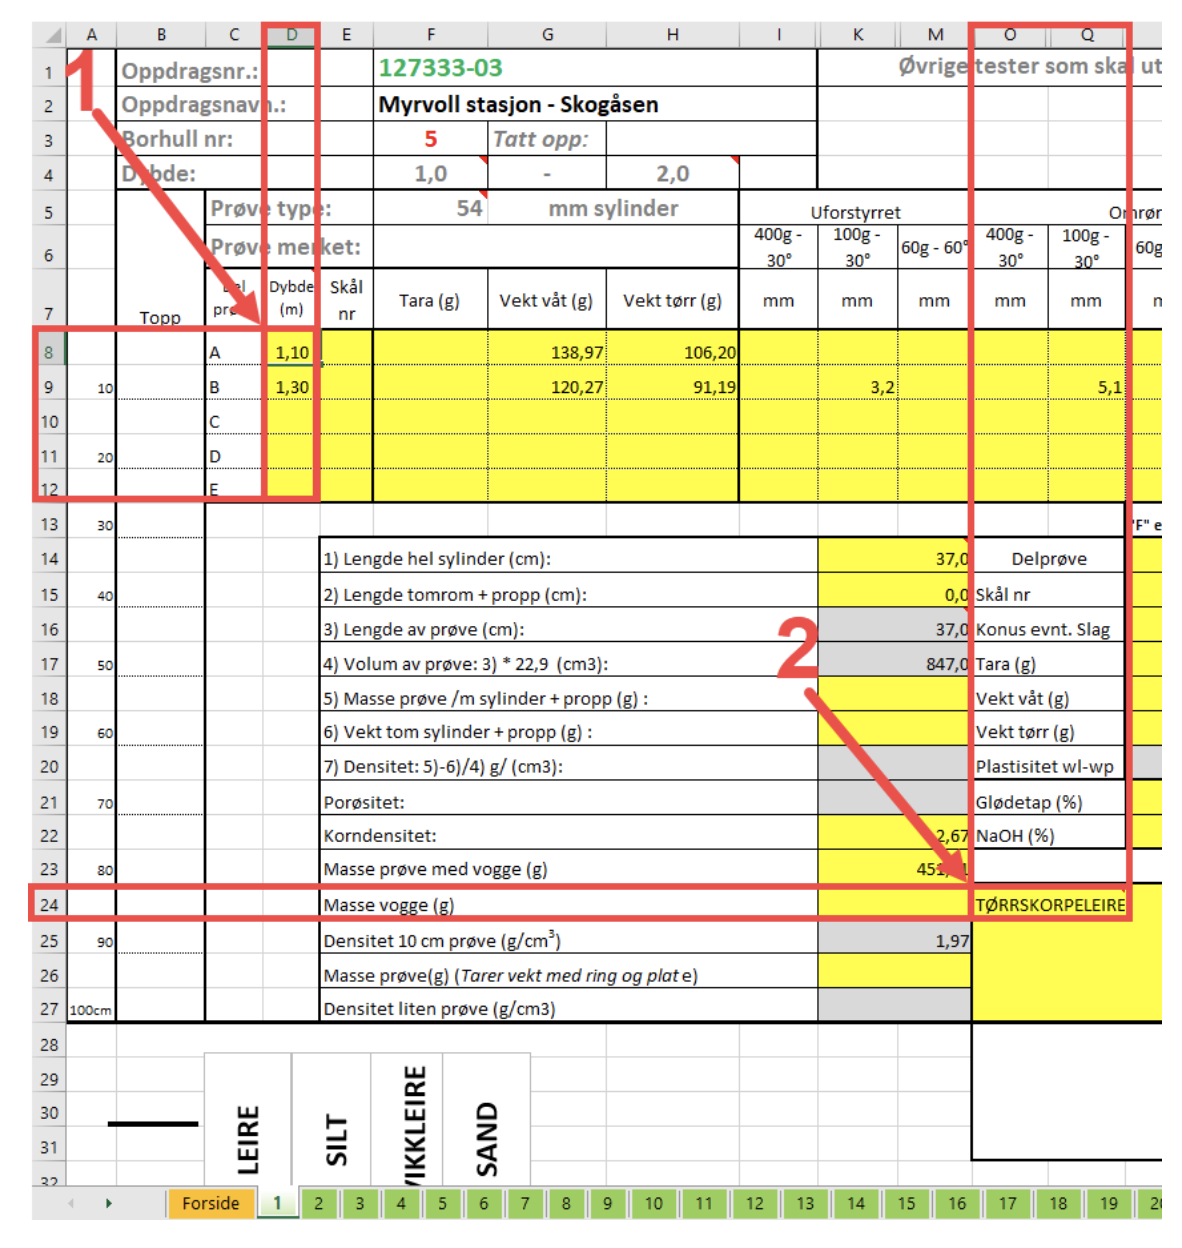 A B C D E F G H I K M O Q
1 Oppdragsnr.: 127333-03 Øvrige tester som skal ut
2 Oppdragsnavn.: Myrvoll stasjon - Skogåsen
3 Borhull nr: 5 Tatt opp:
4 Dybde: 1,0 - 2,0
5 Prøve type: 54 mm sylinder Uforstyrret
6 Prøve merket: 400g - 30° 100g - 30° 60g - 60° 400g - 30° 100g - 30° 60g
7 Topp Del Dybde (m) Skål nr Tara (g) Vekt våt (g) Vekt tørr (g) mm mm mm mm mm
8 A 1,10 138,97 106,20
9 10 B 1,30 120,27 91,19 3,2 5,1
10 C
11 20 D
12 E
13 30 "F" e
14 1) Lengde hel sylinder (cm): 37,0 Delprøve
15 40 2) Lengde tomrom + propp (cm): 0,0 Skål nr
16 3) Lengde av prøve (cm): 37,0 Konus evnt. Slag
17 50 4) Volum av prøve: 3) * 22,9 (cm3): 847,0 Tara (g)
18 5) Masse prøve /m sylinder + propp (g) : Vekt våt (g)
19 60 6) Vekt tom sylinder + propp (g) : Vekt tørr (g)
20 7) Densitet: 5)-6)/4) g/ (cm3): Plastisitet wl-wp
21 70 Porøsitet: Glødetap (%)
22 Korndensitet: 2,67 NaOH (%)
23 80 Masse prøve med vogge (g)
24 Masse vogge (g) TØRRSKORPELEIRE
25 90 Densitet 10 cm prøve (g/cm³) 1,97
26 Masse prøve(g) (Tarer vekt med ring og plate)
27 100cm Densitet liten prøve (g/cm3)
28
29
30
31
32
LEIRE SILT VIKKLEIRE SAND
1
2
Forside 1 2 3 4 5 6 7 8 9 10 11 12 13 14 15 16 17 18 19